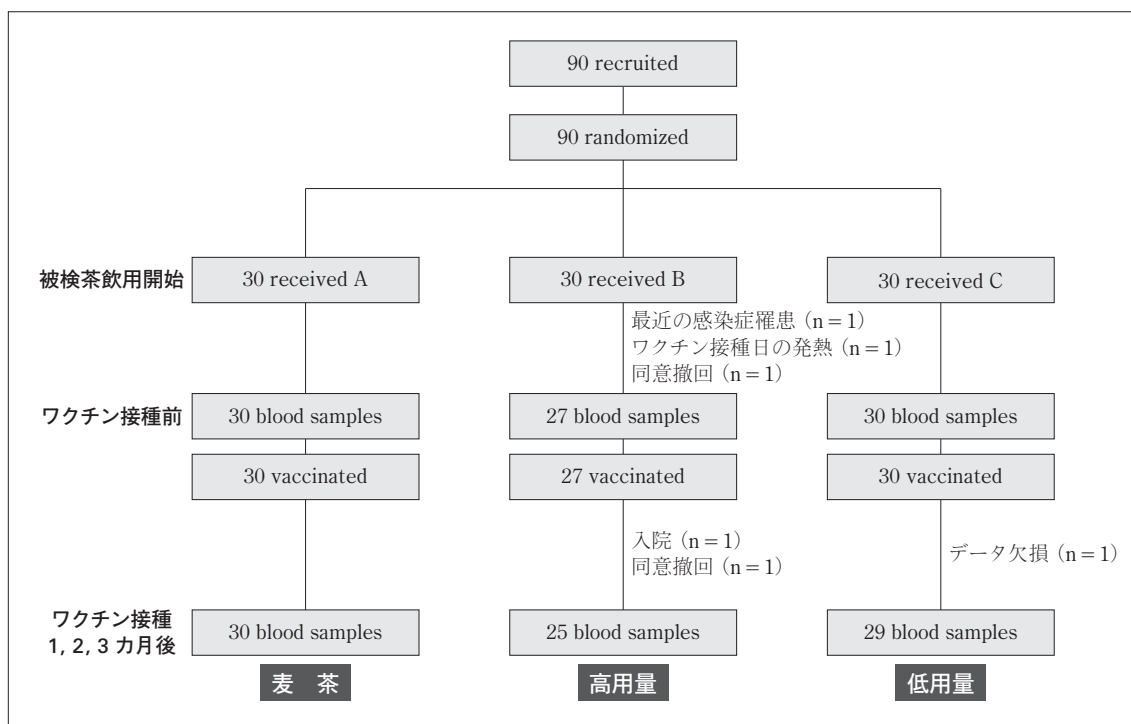 90 recruited
90 randomized
被検茶飲用開始
30 received A
30 received B
30 received C
最近の感染症罹患 (n = 1)
ワクチン接種日の発熱 (n = 1)
同意撤回 (n = 1)
ワクチン接種前
30 blood samples
27 blood samples
30 blood samples
30 vaccinated
27 vaccinated
30 vaccinated
入院 (n = 1)
同意撤回 (n = 1)
データ欠損 (n = 1)
ワクチン接種
1, 2, 3 カ月後
30 blood samples
25 blood samples
29 blood samples
麦 茶
高用量
低用量